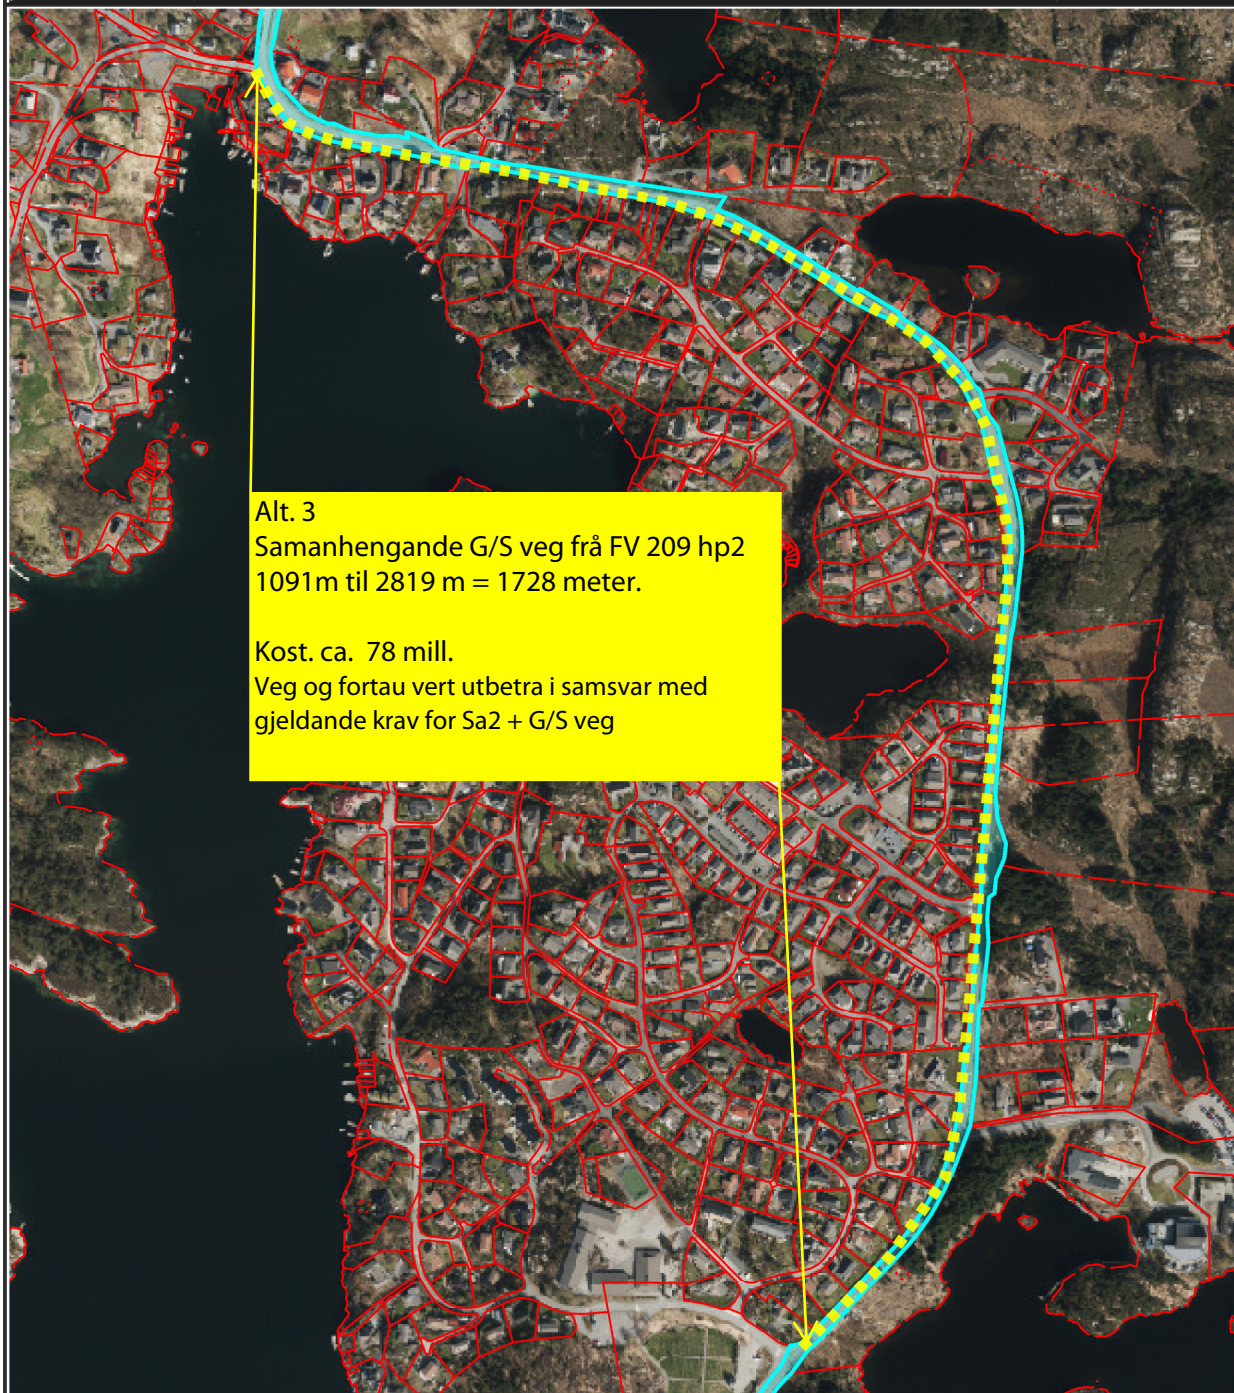 Alt. 3
Samanhengande G/S veg frå FV 209 hp2
1091m til 2819 m = 1728 meter.
Kost. ca. 78 mill.
Veg og fortau vert utbetra i samsvar med
gjeldande krav for Sa2 + G/S veg